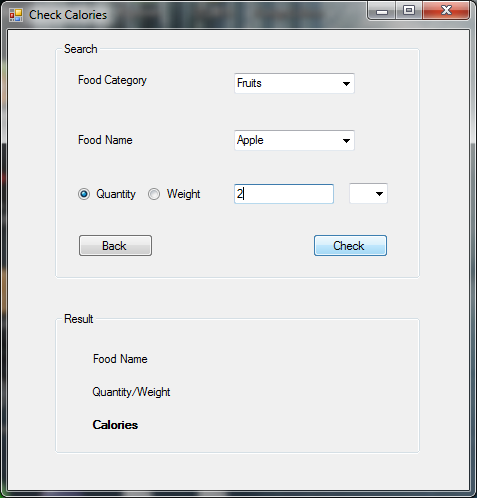 Check Calories
Search
Food Category Fruits
Food Name Apple
Quantity Weight 2
Back Check
Result
Food Name
Quantity/Weight
Calories